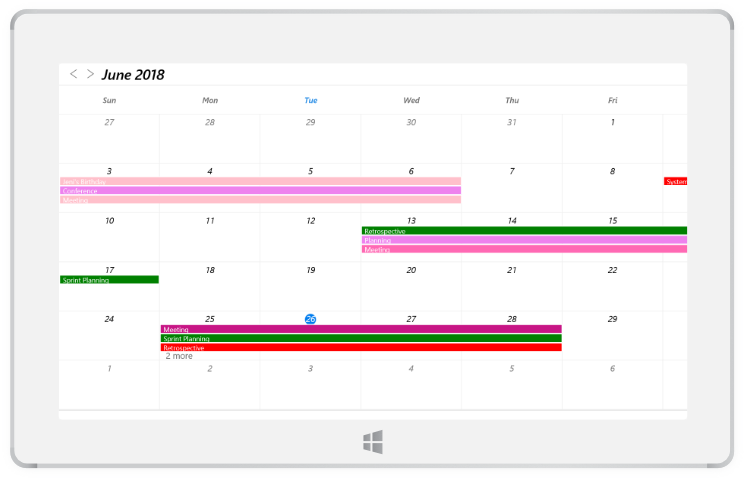 < > June 2018
Sun Mon Tue Wed Thu Fri
27 28 29 30 31 1
3 4 5 6 7 8
Jeni's Birthday
System
Conference
Meeting
10 11 12 13 14 15
Retrospective
Planning
Meeting
17 18 19 20 21 22
Sprint Planning
24 25 26 27 28 29
Meeting
Sprint Planning
Retrospective
2 more
1 2 3 4 5 6